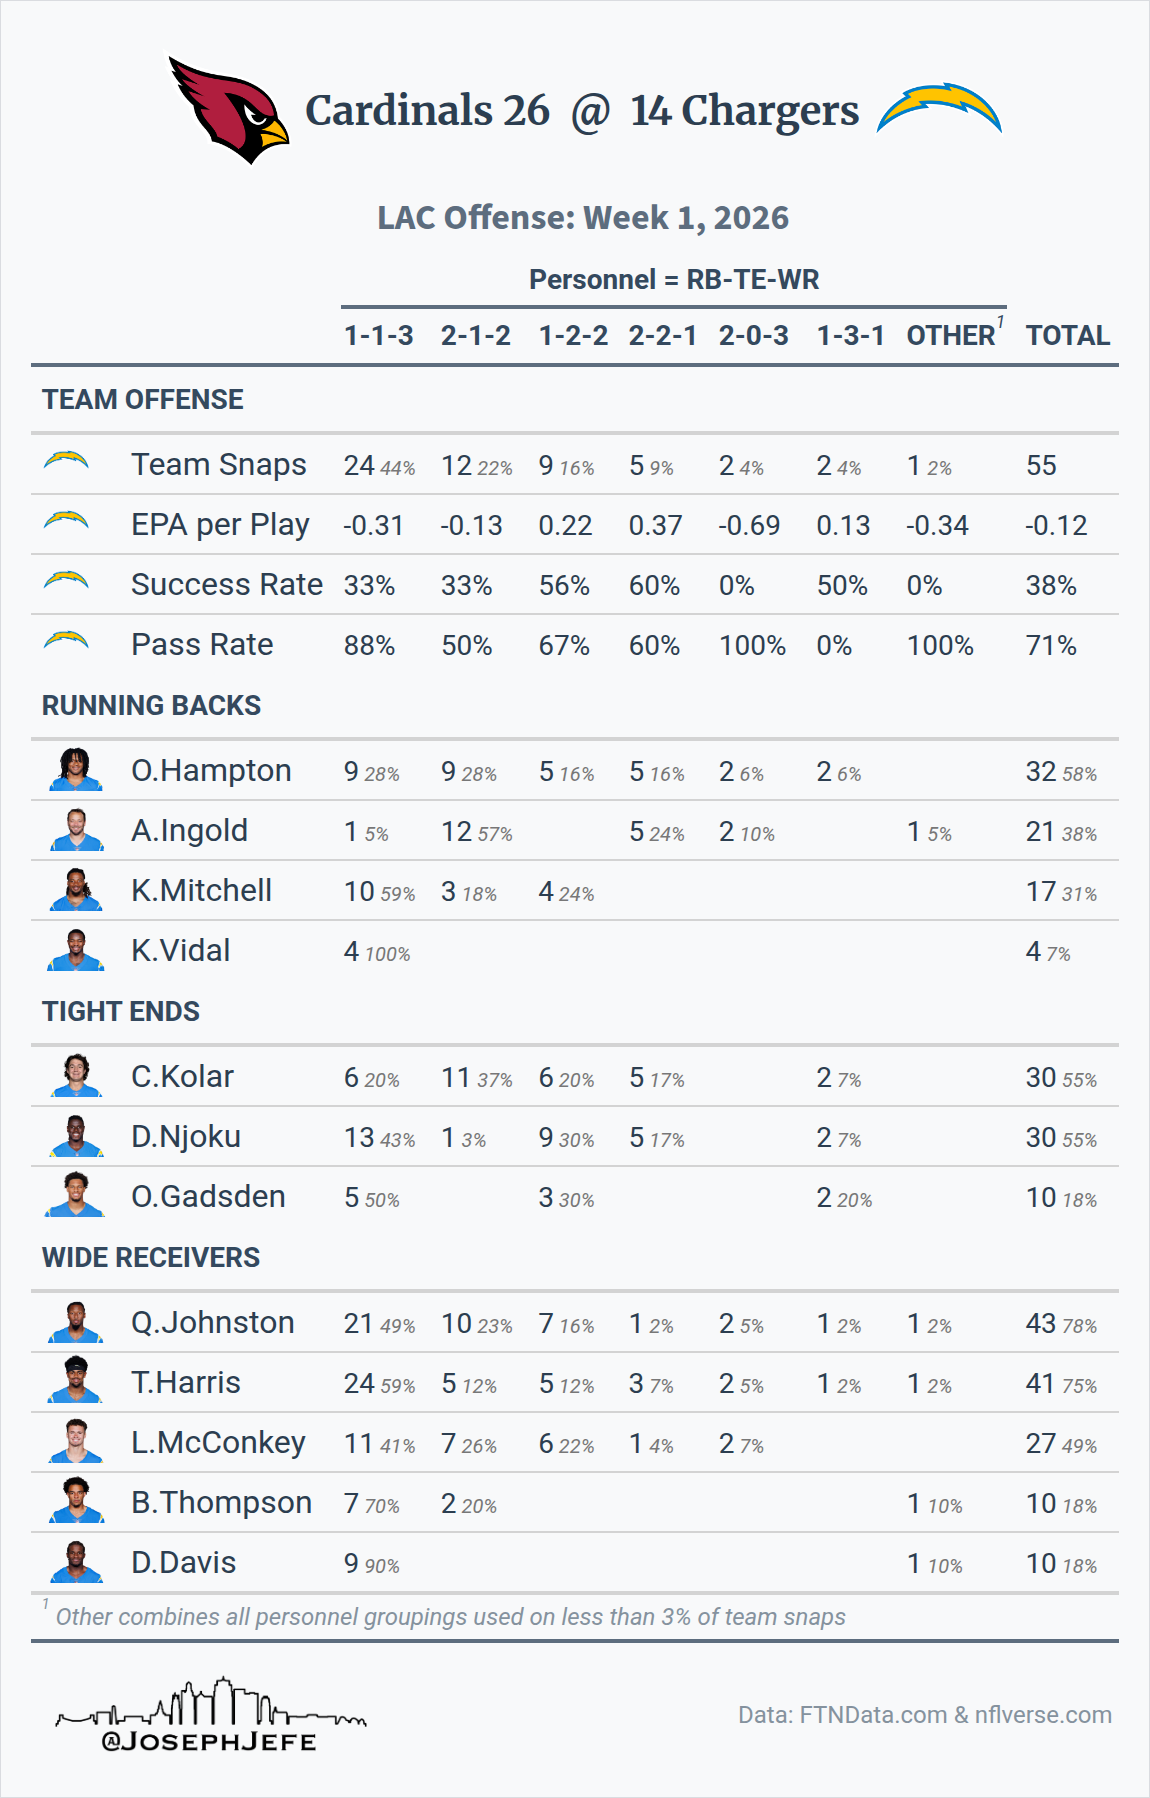 Cardinals 26 @ 14 Chargers
LAC Offense: Week 1, 2026
Personnel = RB-TE-WR
1-1-3 2-1-2 1-2-2 2-2-1 2-0-3 1-3-1 OTHER1 TOTAL
TEAM OFFENSE
Team Snaps 24 44% 12 22% 9 16% 5 9% 2 4% 2 4% 1 2% 55
EPA per Play -0.31 -0.13 0.22 0.37 -0.69 0.13 -0.34 -0.12
Success Rate 33% 33% 56% 60% 0% 50% 0% 38%
Pass Rate 88% 50% 67% 60% 100% 0% 100% 71%
RUNNING BACKS
O.Hampton 9 28% 9 28% 5 16% 5 16% 2 6% 2 6% 32 58%
A.Ingold 1 5% 12 57% 5 24% 2 10% 1 5% 21 38%
K.Mitchell 10 59% 3 18% 4 24% 17 31%
K.Vidal 4 100% 4 7%
TIGHT ENDS
C.Kolar 6 20% 11 37% 6 20% 5 17% 2 7% 30 55%
D.Njoku 13 43% 1 3% 9 30% 5 17% 2 7% 30 55%
O.Gadsden 5 50% 3 30% 2 20% 10 18%
WIDE RECEIVERS
Q.Johnston 21 49% 10 23% 7 16% 1 2% 2 5% 1 2% 1 2% 43 78%
T.Harris 24 59% 5 12% 5 12% 3 7% 2 5% 1 2% 1 2% 41 75%
L.McConkey 11 41% 7 26% 6 22% 1 4% 2 7% 27 49%
B.Thompson 7 70% 2 20% 1 10% 10 18%
D.Davis 9 90% 1 10% 10 18%
1 Other combines all personnel groupings used on less than 3% of team snaps
@JOSEPHJEFE
Data: FTNData.com & nflverse.com